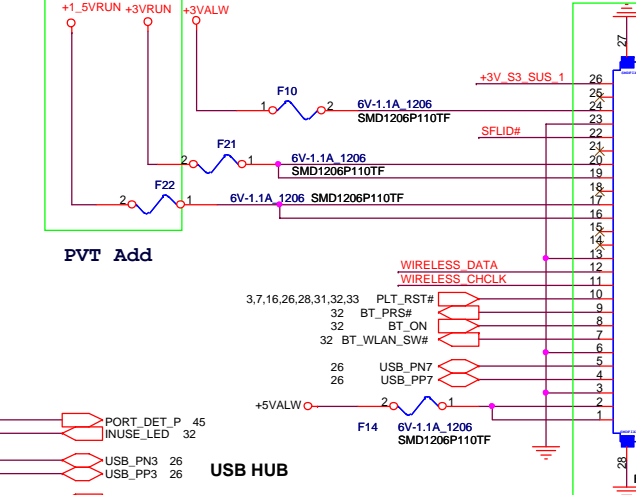 +1_5VRUN +3VRUN +3VALW
27
+3V_S3_SUS_1 26
25
F10
1 2 6V-1.1A_1206 24
SMD1206P110TF 23
SFLID# 22
F21 21
2 1 6V-1.1A_1206 20
SMD1206P110TF 19
F22 18
2 1 6V-1.1A_1206 SMD1206P110TF 17
16
15
14
PVT Add 13
WIRELESS_DATA 12
WIRELESS_CHCLK 11
3,7,16,26,28,31,32,33 PLT_RST# 10
32 BT_PRS# 9
32 BT_ON 8
32 BT_WLAN_SW# 7
6
26 USB_PN7 5
26 USB_PP7 4
3
+5VALW 2 1 2
1
F14 6V-1.1A_1206
SMD1206P110TF
PORT_DET_P 45
INUSE_LED 32
USB_PN3 26
USB_PP3 26
USB HUB
28